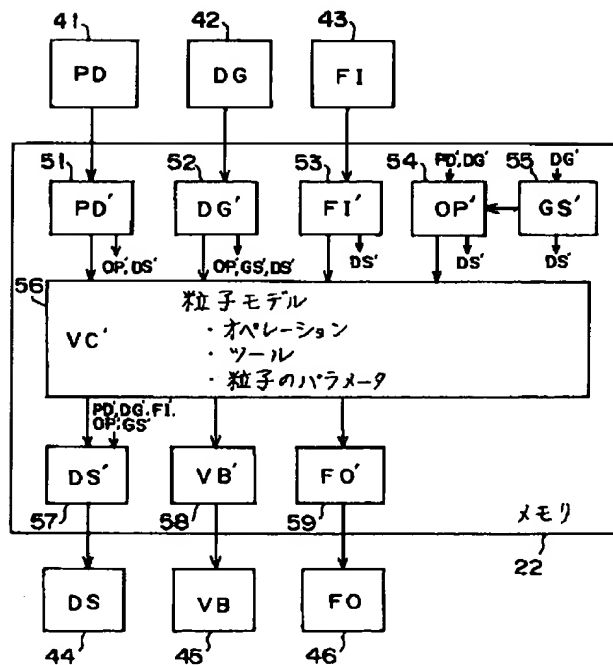 41 42 43
PD DG FI
51 52 53 54 PD',DG' 55 DG'
PD' DG' FI' OP' GS'
OP',DS' OP',GS',DS' DS' DS' DS'
56 粒子モデル
VC' ・オペレーション
・ツール
・粒子のパラメータ
PD',DG',FI',
OP',GS'
DS' VB' FO'
57 58 59 メモリ
22
DS VB FO
44 45 46